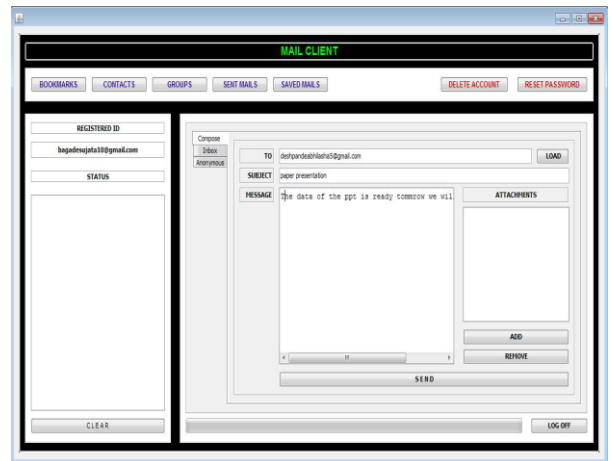 MAIL CLIENT
BOOKMARKS CONTACTS GROUPS SENT MAILS SAVED MAILS DELETE ACCOUNT RESET PASSWORD
REGISTERED ID
bagadesujata10@gmail.com
STATUS
CLEAR
Compose
Inbox
Anonymous
TO deshpandeabhilasha5@gmail.com LOAD
SUBJECT paper presentation
MESSAGE The data of the ppt is ready tommrow we wil
ATTACHMENTS
ADD
REMOVE
SEND
LOG OFF